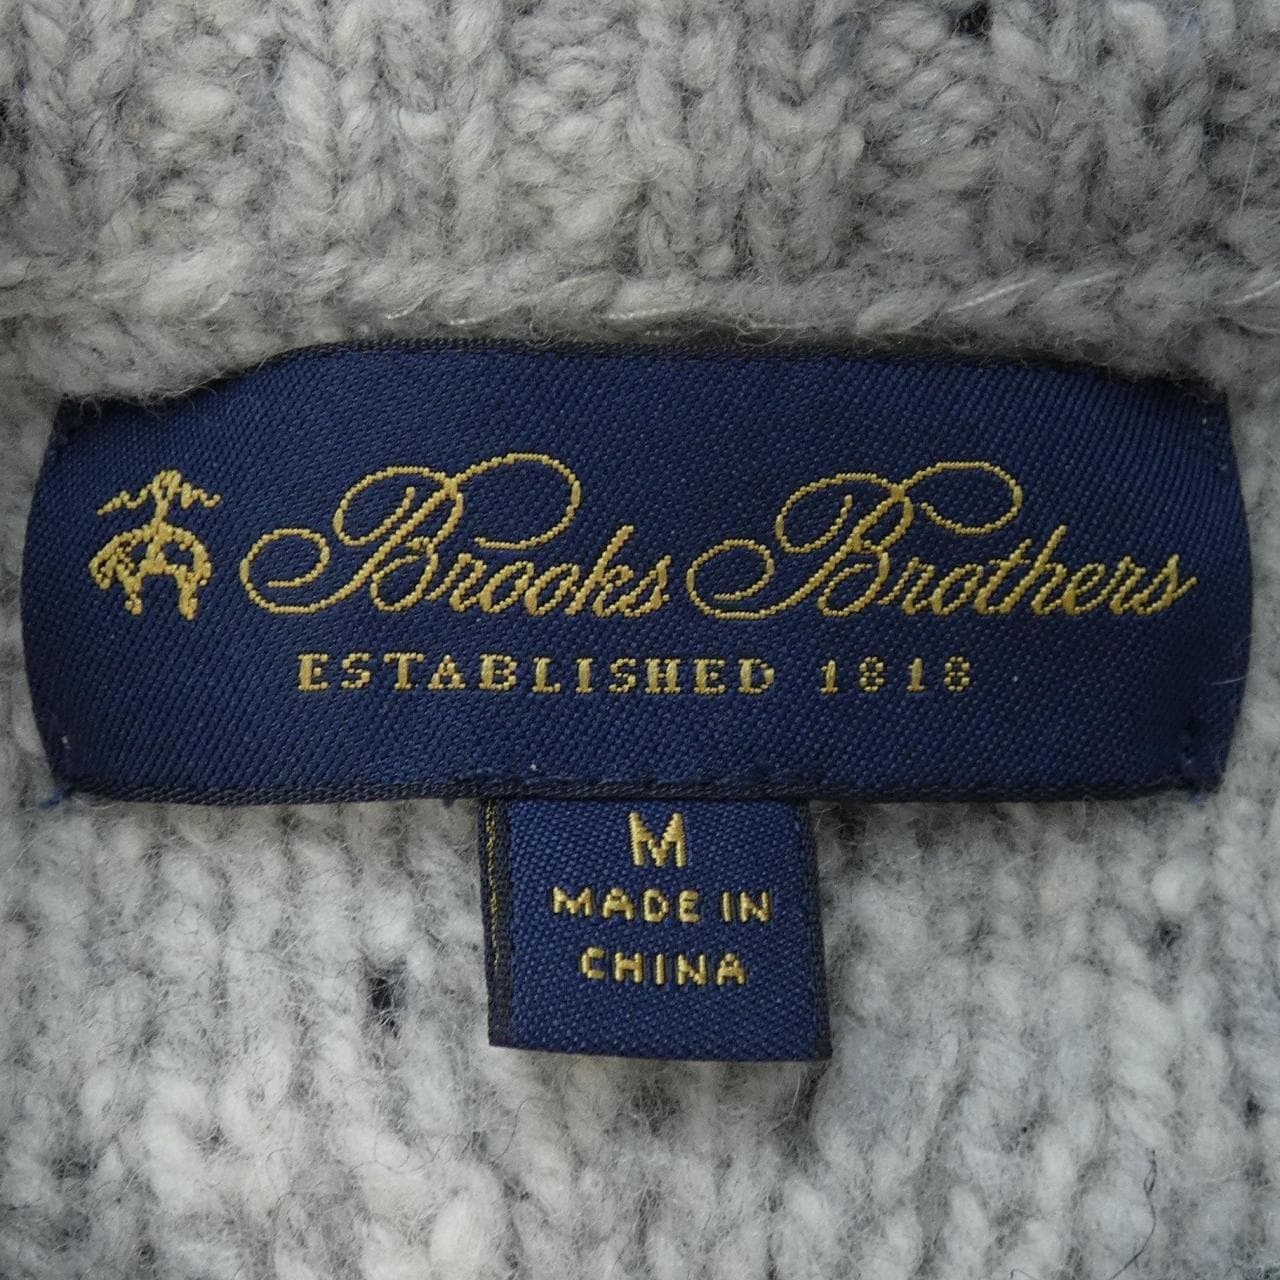 Brooks Brothers
ESTABLISHED 1818
M
MADE IN
CHINA